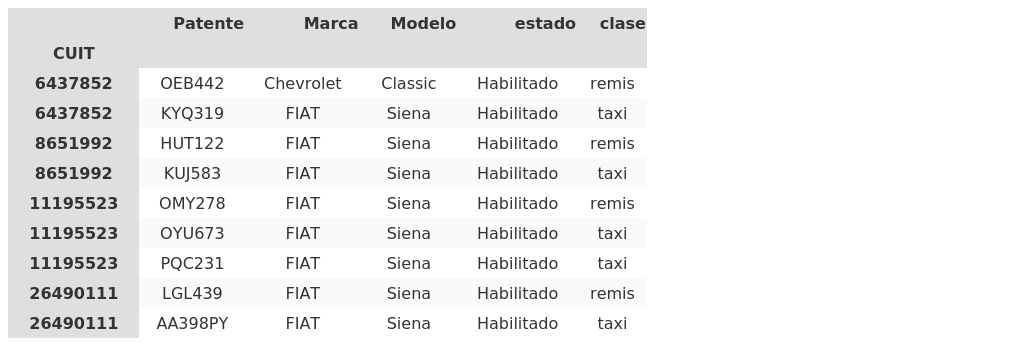 Patente Marca Modelo estado clase
CUIT
6437852 OEB442 Chevrolet Classic Habilitado remis
6437852 KYQ319 FIAT Siena Habilitado taxi
8651992 HUT122 FIAT Siena Habilitado remis
8651992 KUJ583 FIAT Siena Habilitado taxi
11195523 OMY278 FIAT Siena Habilitado remis
11195523 OYU673 FIAT Siena Habilitado taxi
11195523 PQC231 FIAT Siena Habilitado taxi
26490111 LGL439 FIAT Siena Habilitado remis
26490111 AA398PY FIAT Siena Habilitado taxi